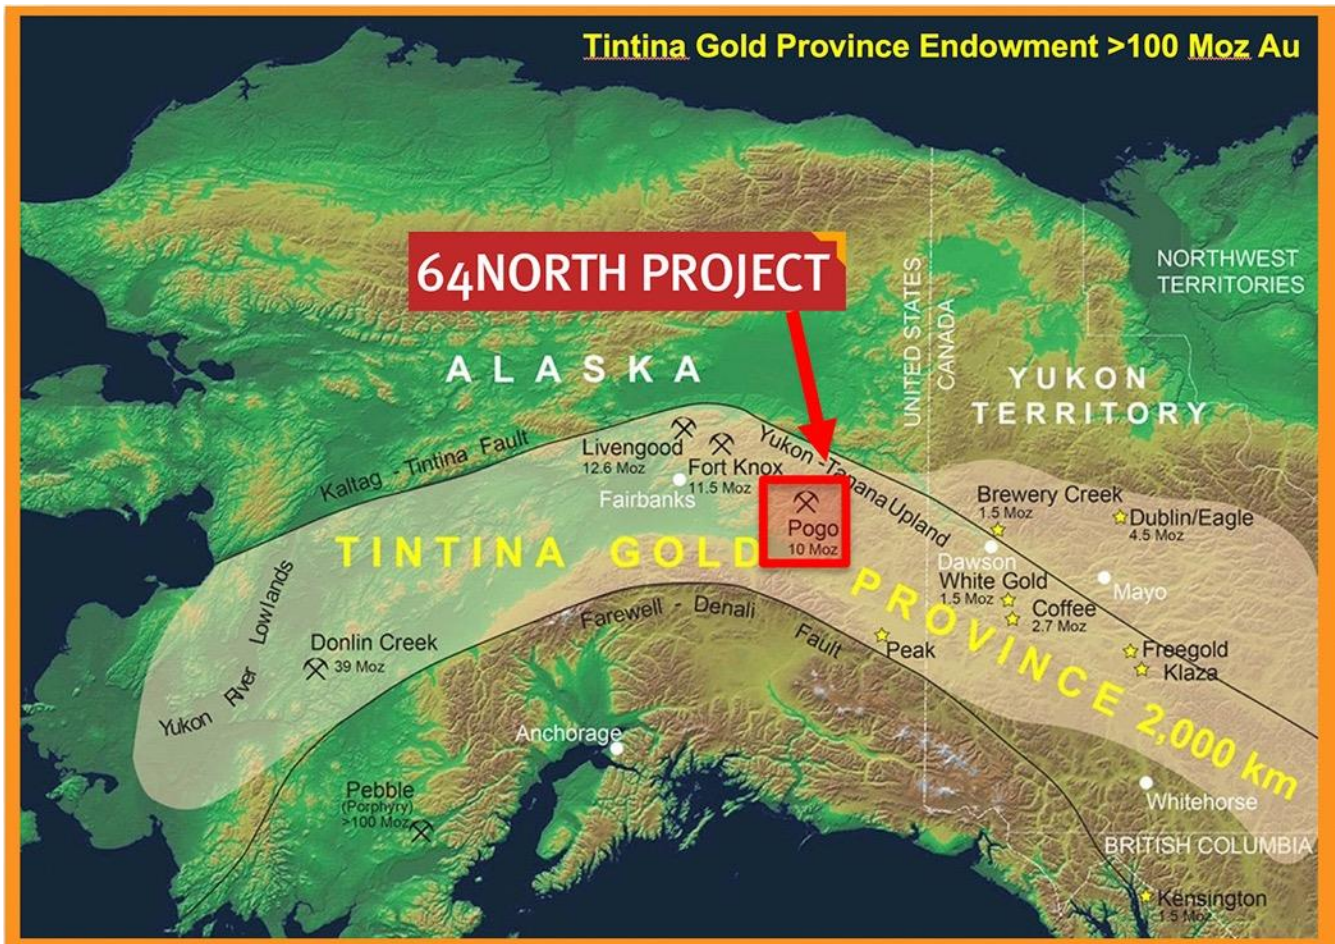 Tintina Gold Province Endowment >100 Moz Au
64NORTH PROJECT
NORTHWEST
TERRITORIES
UNITED STATES
CANADA
ALASKA
YUKON
TERRITORY
Kaltag - Tintina Fault
Livengood
12.6 Moz
Fort Knox
11.5 Moz
Fairbanks
Yukon - Tanana Upland
Pogo
10 Moz
Brewery Creek
1.5 Moz
Dublin/Eagle
4.5 Moz
Dawson
TINTINA GOLD PROVINCE 2,000 km
White Gold
1.5 Moz
Mayo
Coffee
2.7 Moz
Yukon River Lowlands
Farewell - Denali Fault
Donlin Creek
39 Moz
Peak
Freegold
Klaza
Anchorage
Pebble
(Porphyry)
>100 Moz
Whitehorse
BRITISH COLUMBIA
Kensington
1.5 Moz